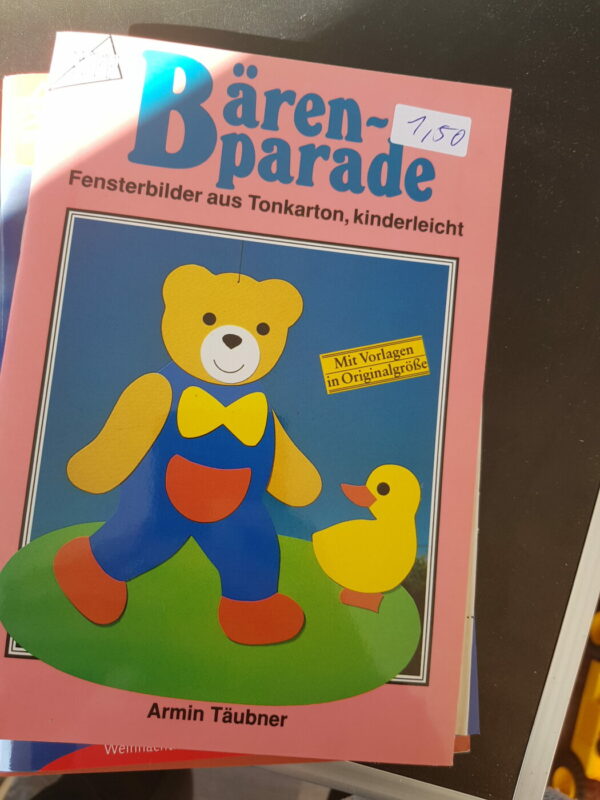 Bären-
parade
1,50
Fensterbilder aus Tonkarton, kinderleicht
Mit Vorlagen
in Originalgröße
Armin Täubner